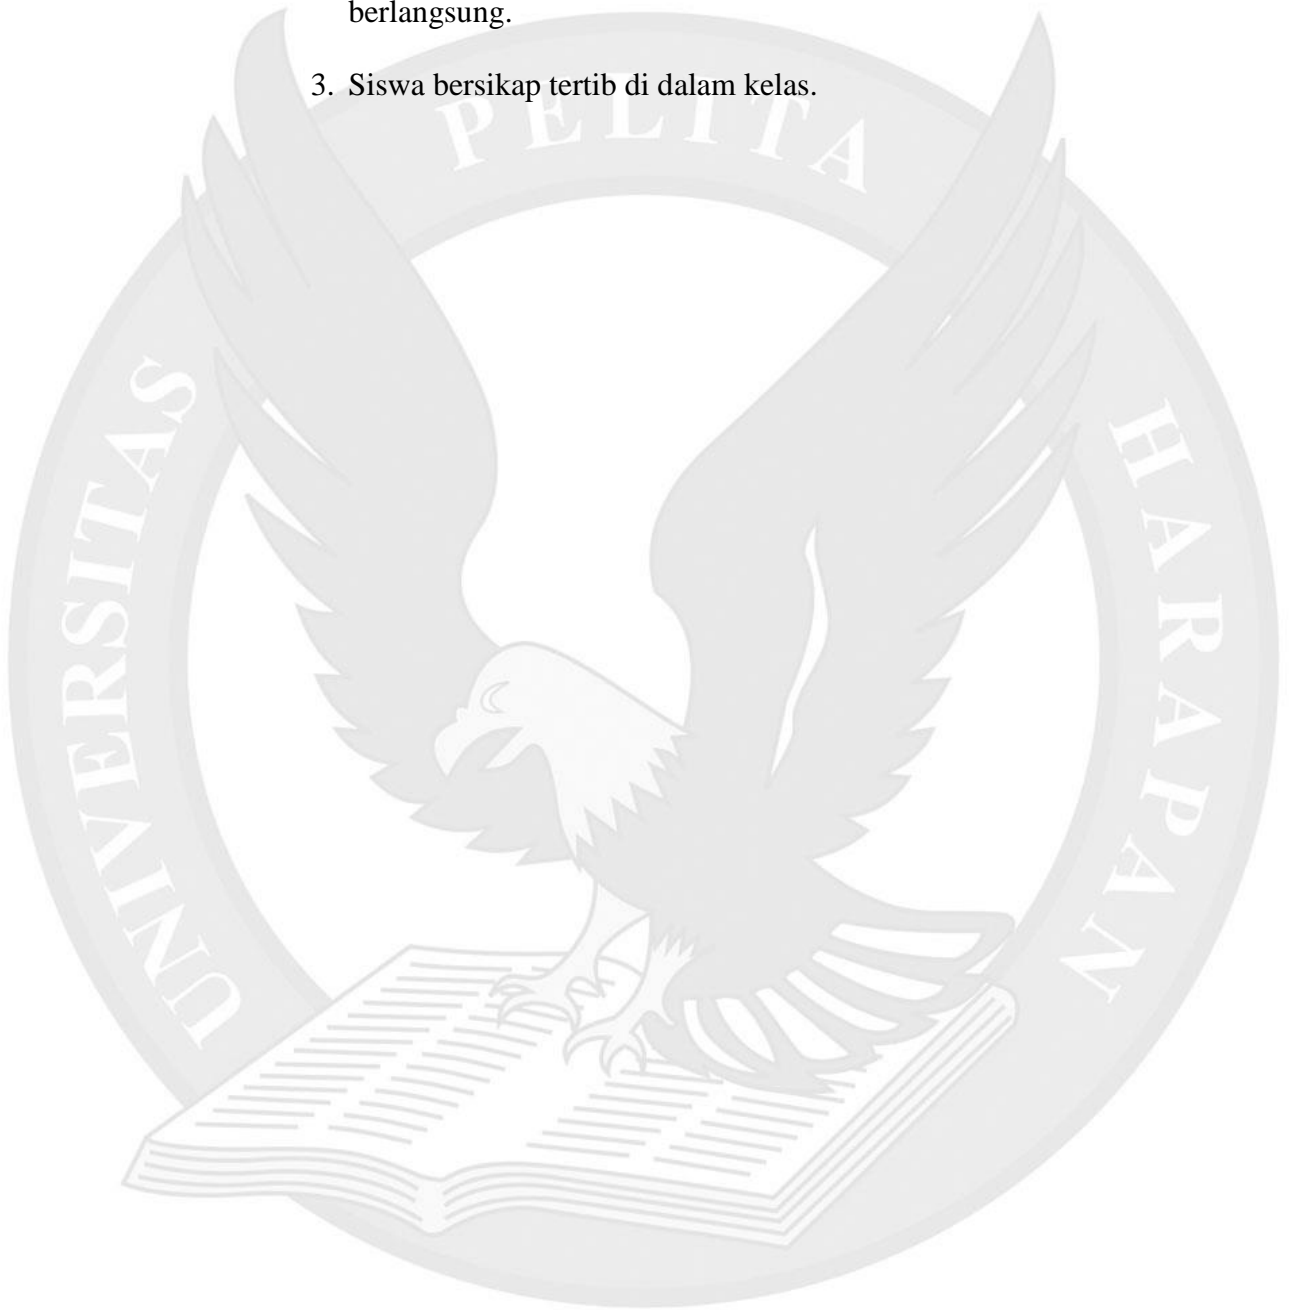 berlangsung.
3. Siswa bersikap tertib di dalam kelas.
UNIVERSITAS PELITA HARAPAN